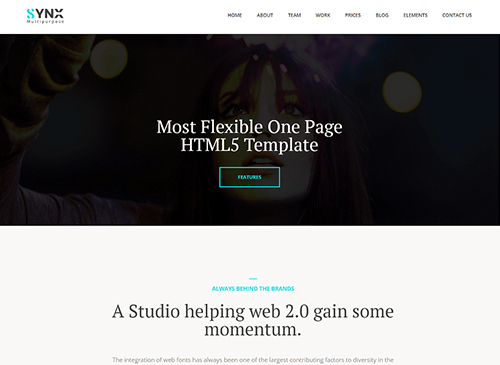 SYNX
Multipurpose
HOME ABOUT TEAM WORK PRICES BLOG ELEMENTS CONTACT US
Most Flexible One Page
HTML5 Template
FEATURES
ALWAYS BEHIND THE BRANDS
A Studio helping web 2.0 gain some
momentum.
The integration of web fonts has always been one of the largest contributing factors to diversity in the